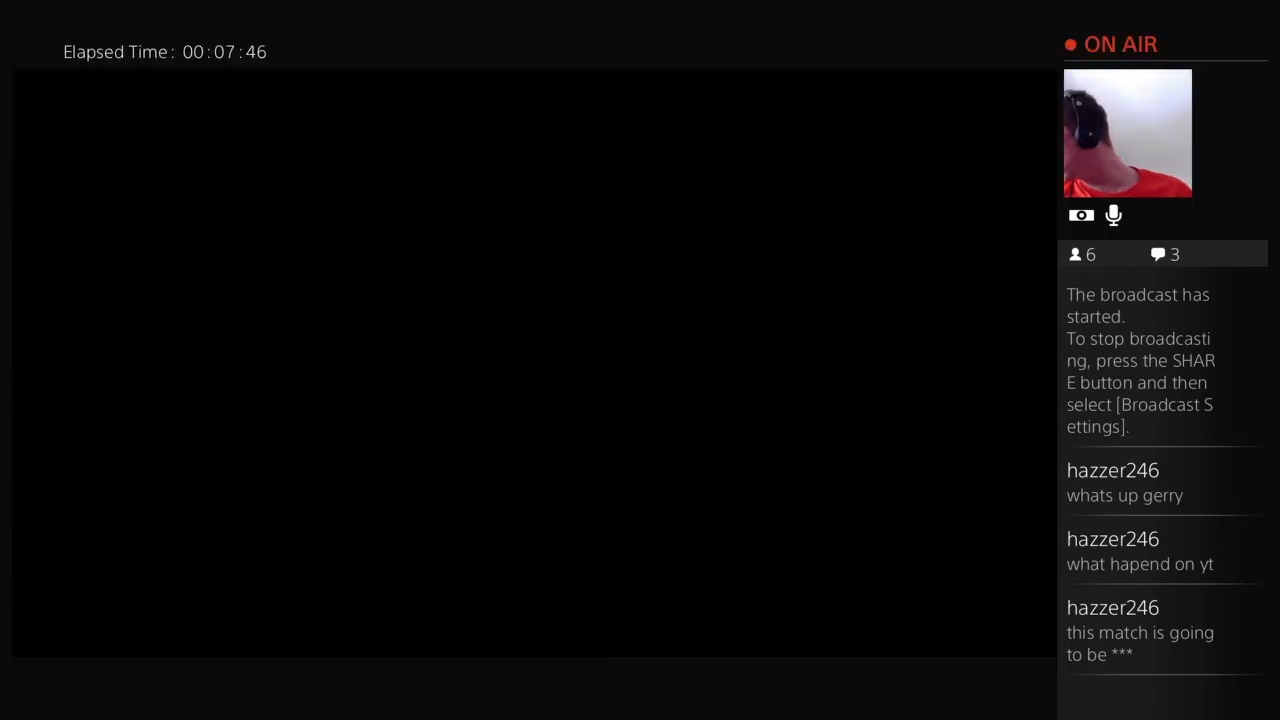 Elapsed Time: 00:07:46
ON AIR
6 3
The broadcast has
started.
To stop broadcasti
ng, press the SHAR
E button and then
select [Broadcast S
ettings].
hazzer246
whats up gerry
hazzer246
what hapend on yt
hazzer246
this match is going
to be ***